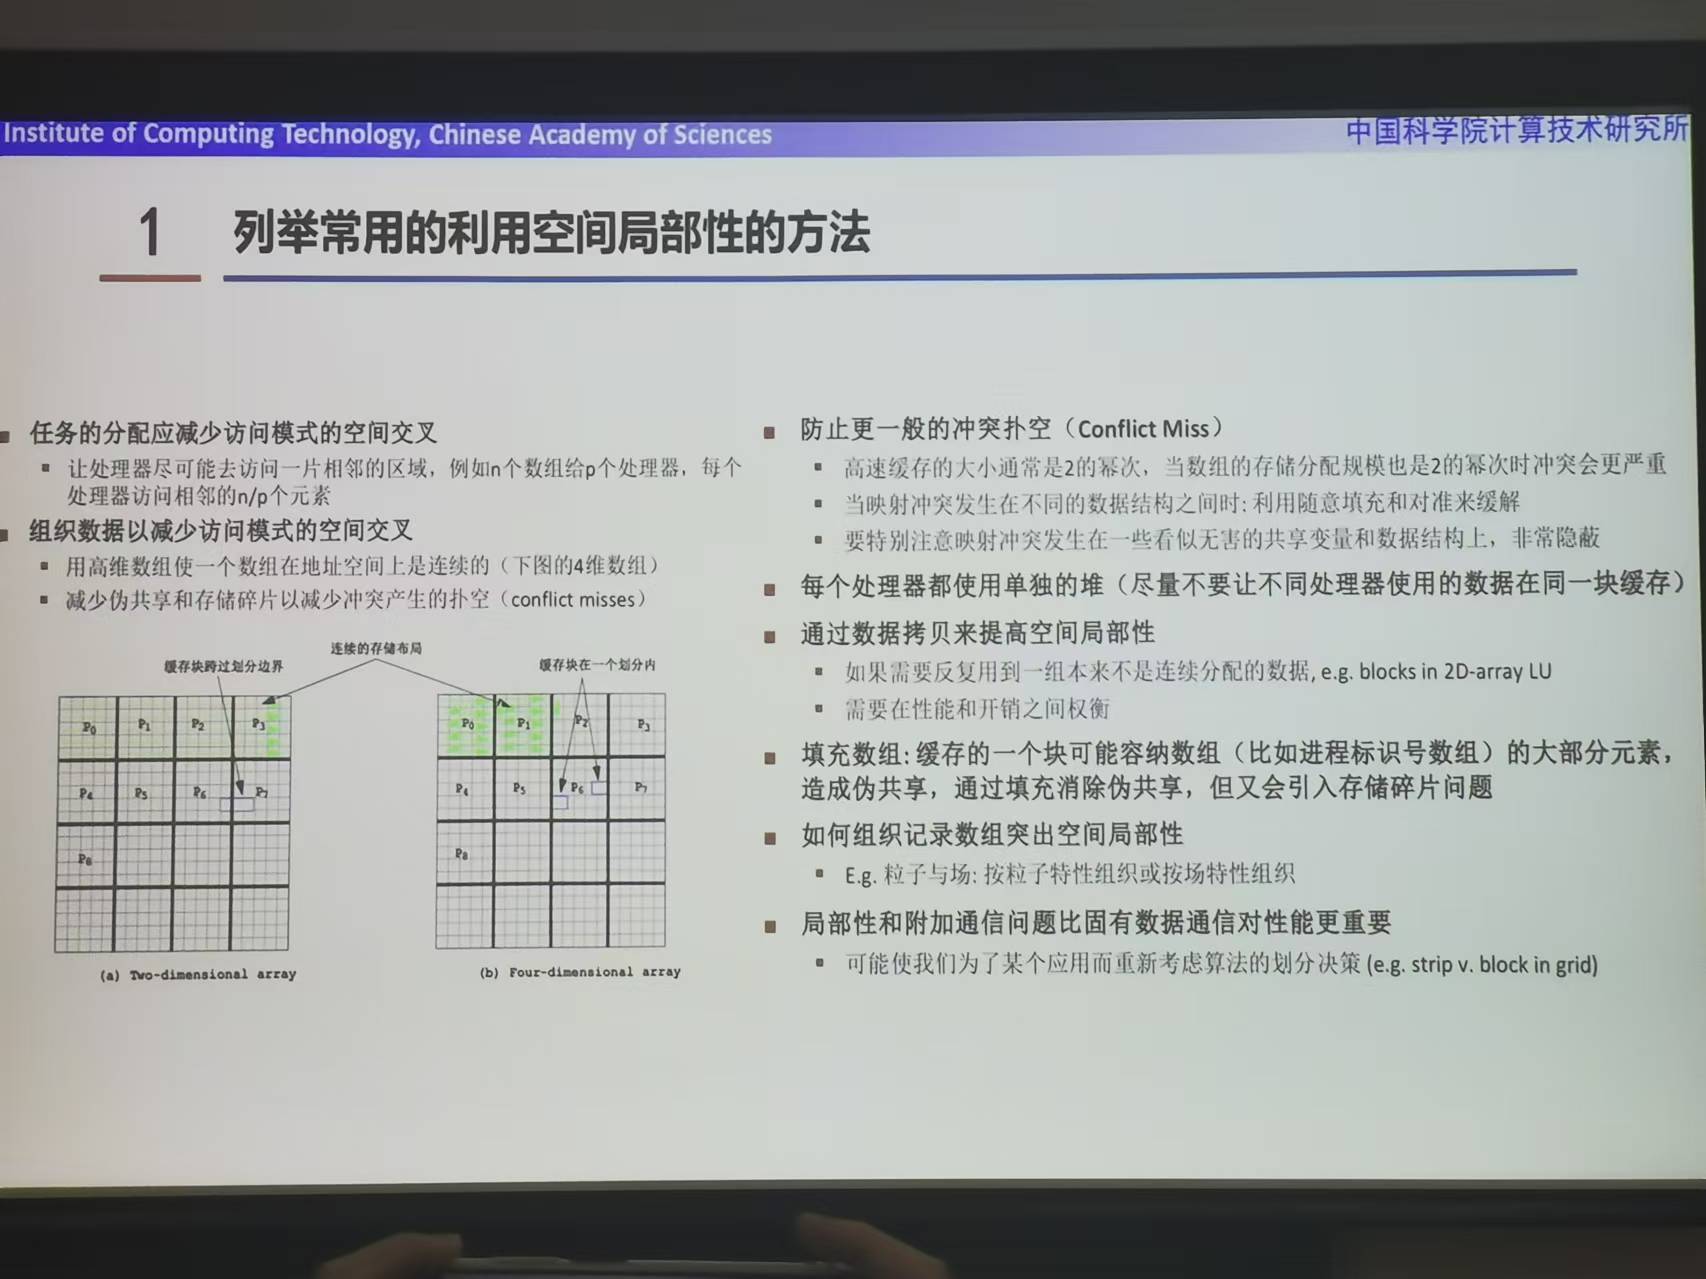 Institute of Computing Technology, Chinese Academy of Sciences
中国科学院计算技术研究所
1 列举常用的利用空间局部性的方法
任务的分配应减少访问模式的空间交叉
让处理器尽可能去访问一片相邻的区域，例如n个数组给p个处理器，每个
处理器访问相邻的n/p个元素
组织数据以减少访问模式的空间交叉
用高维数组使一个数组在地址空间上是连续的（下图的4维数组）
减少伪共享和存储碎片以减少冲突产生的扑空（conflict misses）
连续的存储布局
缓存块跨过划分边界
缓存块在一个划分内
P0 P1 P2 P3
P4 P5 P6 P7
P8
(a) Two-dimensional array
P0 P1 P2 P3
P4 P5 P6 P7
P8
(b) Four-dimensional array
防止更一般的冲突扑空（Conflict Miss）
高速缓存的大小通常是2的幂次，当数组的存储分配规模也是2的幂次时冲突会更严重
当映射冲突发生在不同的数据结构之间时: 利用随意填充和对准来缓解
要特别注意映射冲突发生在一些看似无害的共享变量和数据结构上，非常隐蔽
每个处理器都使用单独的堆（尽量不要让不同处理器使用的数据在同一块缓存）
通过数据拷贝来提高空间局部性
如果需要反复用到一组本来不是连续分配的数据, e.g. blocks in 2D-array LU
需要在性能和开销之间权衡
填充数组: 缓存的一个块可能容纳数组（比如进程标识号数组）的大部分元素，
造成伪共享，通过填充消除伪共享，但又会引入存储碎片问题
如何组织记录数组突出空间局部性
E.g. 粒子与场: 按粒子特性组织或按场特性组织
局部性和附加通信问题比固有数据通信对性能更重要
可能使我们为了某个应用而重新考虑算法的划分决策 (e.g. strip v. block in grid)